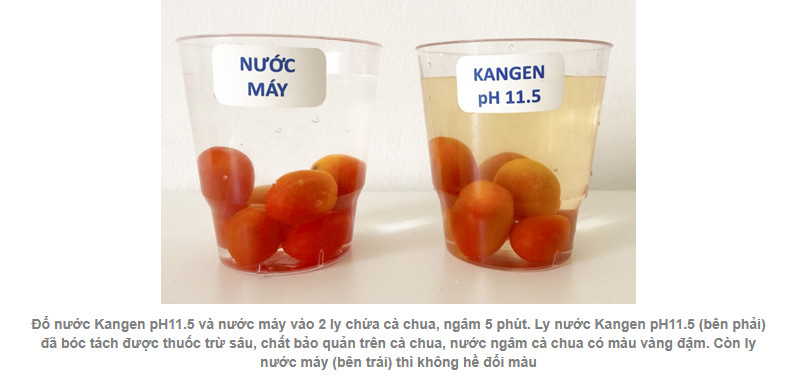 NƯỚC
MÁY
KANGEN
pH 11.5
Đổ nước Kangen pH11.5 và nước máy vào 2 ly chứa cà chua, ngâm 5 phút. Ly nước Kangen pH11.5 (bên phải)
đã bóc tách được thuốc trừ sâu, chất bảo quản trên cà chua, nước ngâm cà chua có màu vàng đậm. Còn ly
nước máy (bên trái) thì không hề đổi màu